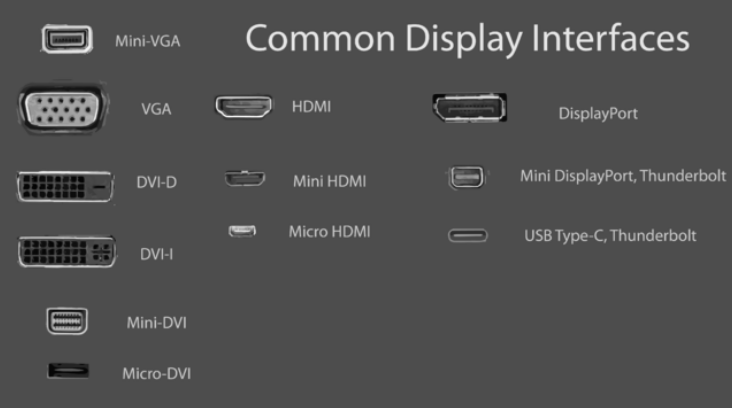 Common Display Interfaces
Mini-VGA
VGA
DVI-D
DVI-I
Mini-DVI
Micro-DVI
HDMI
Mini HDMI
Micro HDMI
DisplayPort
Mini DisplayPort, Thunderbolt
USB Type-C, Thunderbolt